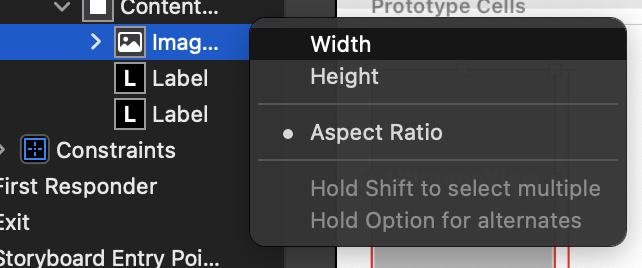 Prototype Cells
Content...
Imag...
L Label
L Label
Constraints
First Responder
Exit
Storyboard Entry Poi...
Width
Height
Aspect Ratio
Hold Shift to select multiple
Hold Option for alternates